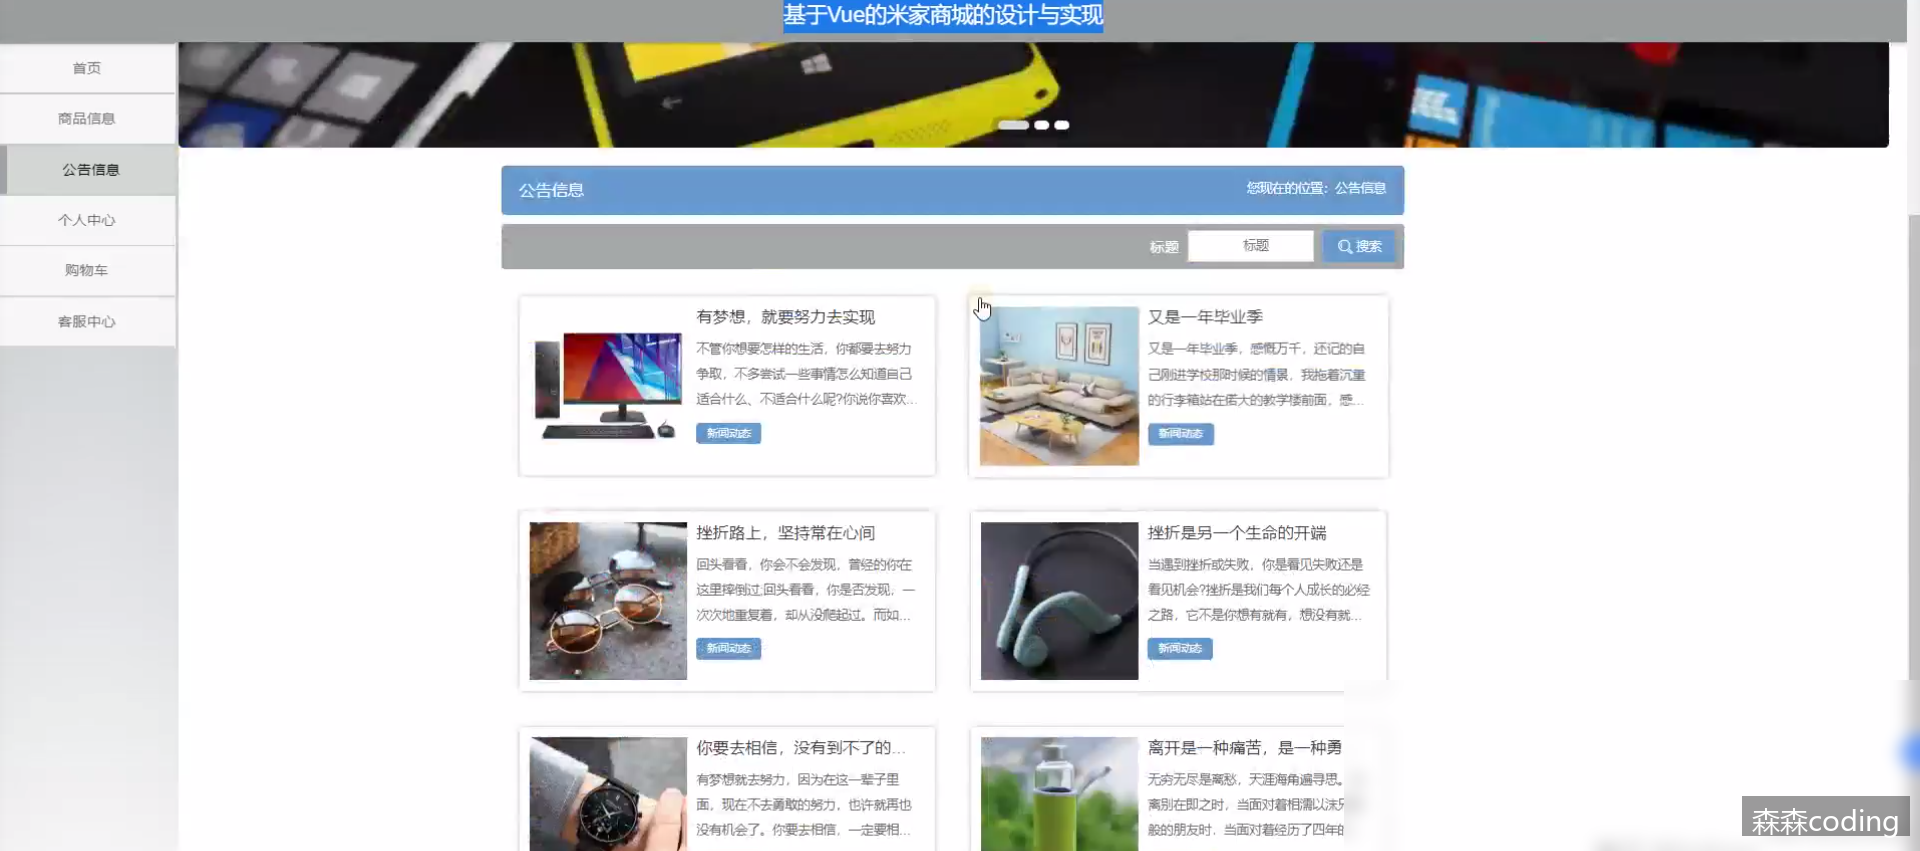 基于Vue的米家商城的设计与实现
首页
商品信息
公告信息
个人中心
购物车
客服中心
公告信息
您现在的位置：公告信息
标题
标题
搜索
有梦想，就要努力去实现
不管你想要怎样的生活，你都要去努力
争取，不多尝试一些事情怎么知道自己
适合什么、不适合什么呢?你说你喜欢...
新闻动态
又是一年毕业季
又是一年毕业季，感慨万千，还记的自
己刚进学校那时候的情景，我拖着沉重
的行李箱站在偌大的教学楼前面，感...
新闻动态
挫折路上，坚持常在心间
回头看看，你会不会发现，曾经的你在
这里摔倒过;回头看看，你是否发现，一
次次地重复着，却从没爬起过。而如...
新闻动态
挫折是另一个生命的开端
当遇到挫折或失败，你是看见失败还是
看见机会?挫折是我们每个人成长的必经
之路，它不是你想有就有，想没有就...
新闻动态
你要去相信，没有到不了的...
有梦想就去努力，因为在这一辈子里
面，现在不去勇敢的努力，也许就再也
没有机会了。你要去相信，一定要相...
离开是一种痛苦，是一种勇
无穷无尽是离愁，天涯海角遍寻思。
离别在即之时，当面对着相濡以沫
般的朋友时，当面对着经历了四年的
森森coding